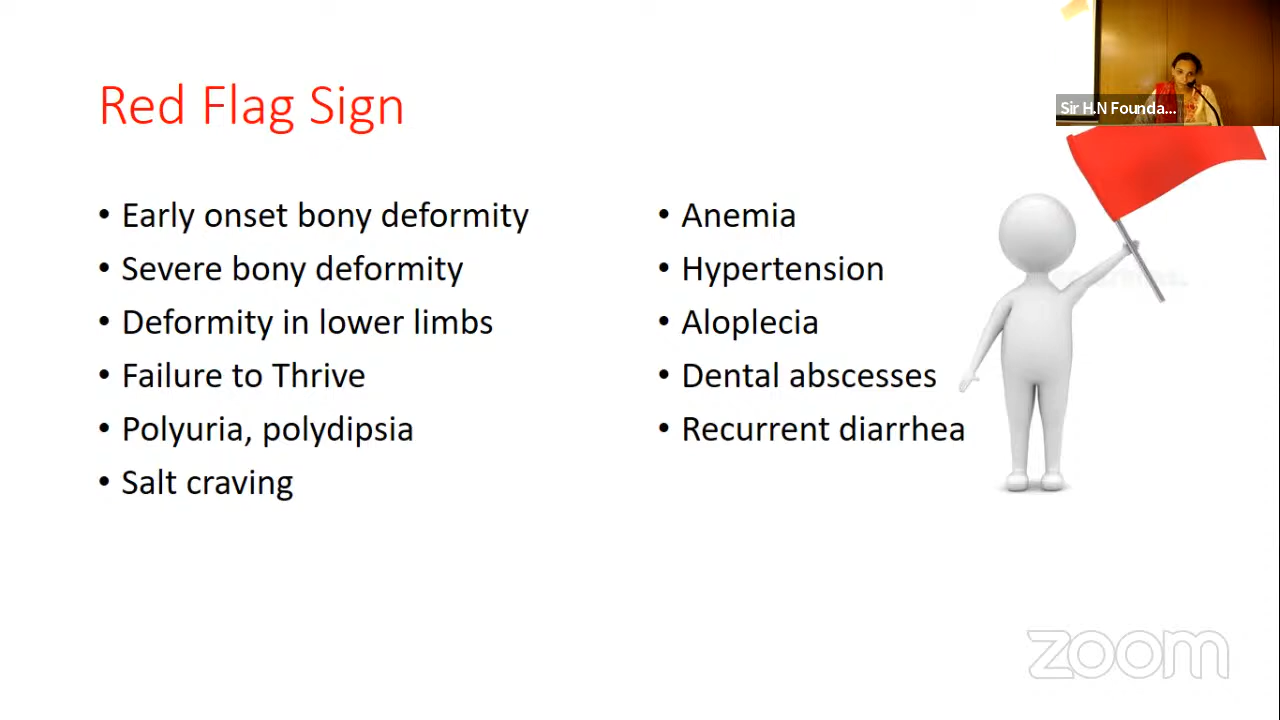 Sir H.N Founda...
Red Flag Sign
• Early onset bony deformity
• Severe bony deformity
• Deformity in lower limbs
• Failure to Thrive
• Polyuria, polydipsia
• Salt craving
• Anemia
• Hypertension
• Aloplecia
• Dental abscesses
• Recurrent diarrhea
zoom